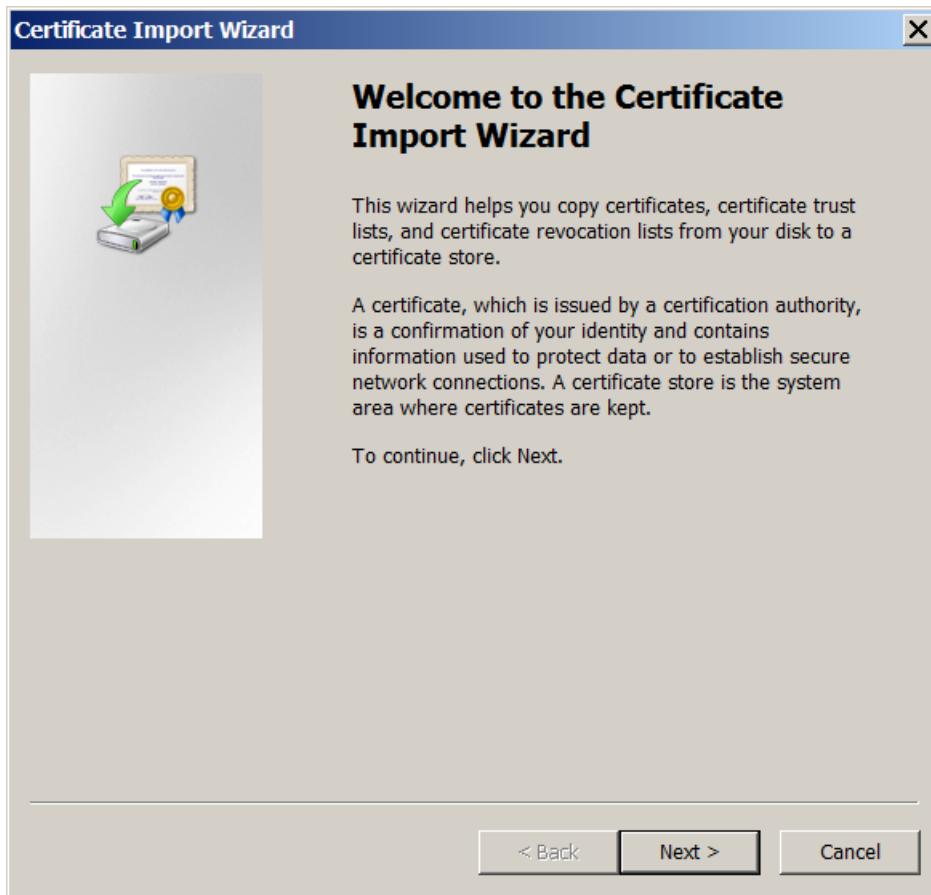 Certificate Import Wizard
Welcome to the Certificate
Import Wizard
This wizard helps you copy certificates, certificate trust
lists, and certificate revocation lists from your disk to a
certificate store.
A certificate, which is issued by a certification authority,
is a confirmation of your identity and contains
information used to protect data or to establish secure
network connections. A certificate store is the system
area where certificates are kept.
To continue, click Next.
< Back
Next >
Cancel